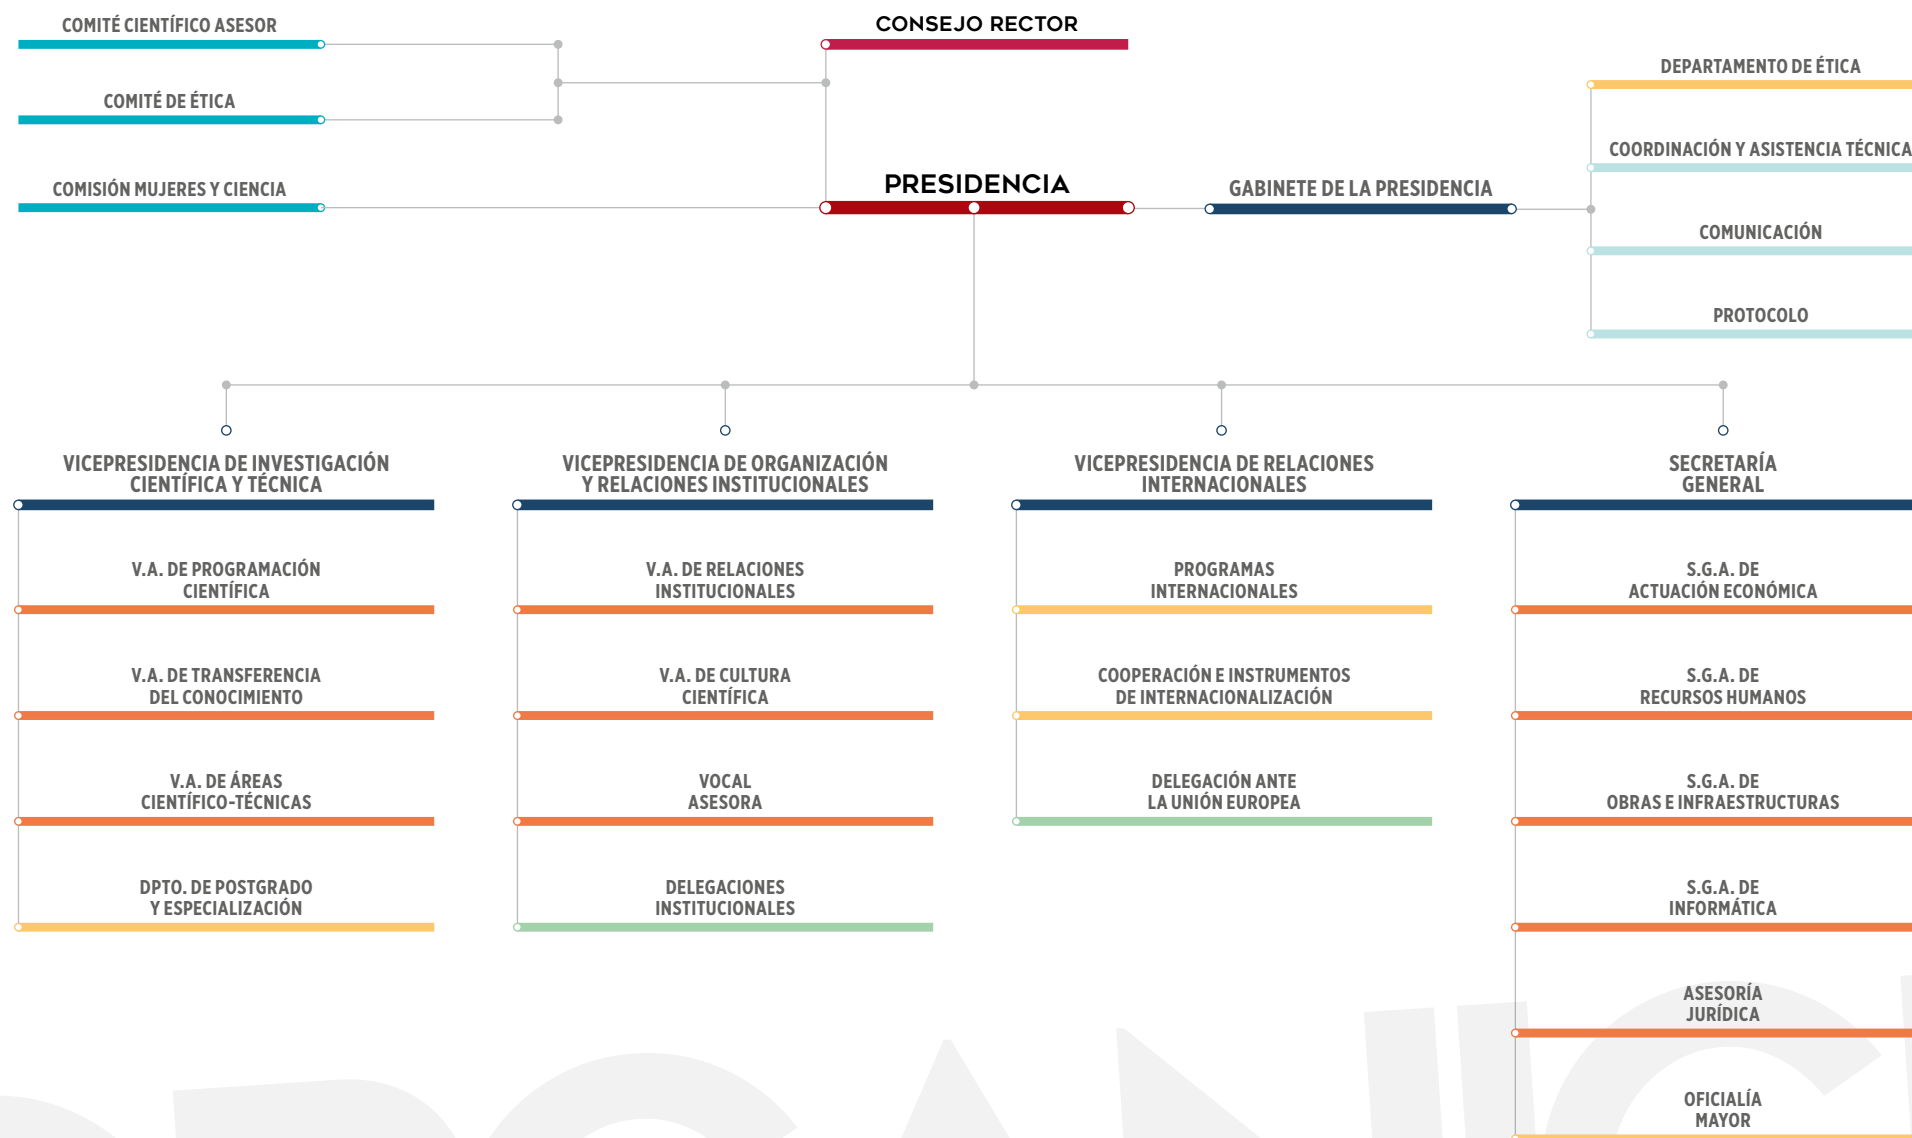 COMITÉ CIENTÍFICO ASESOR
CONSEJO RECTOR
DEPARTAMENTO DE ÉTICA
COMITÉ DE ÉTICA
COORDINACIÓN Y ASISTENCIA TÉCNICA
COMISIÓN MUJERES Y CIENCIA
PRESIDENCIA
GABINETE DE LA PRESIDENCIA
COMUNICACIÓN
PROTOCOLO
VICEPRESIDENCIA DE INVESTIGACIÓN
CIENTÍFICA Y TÉCNICA
V.A. DE PROGRAMACIÓN
CIENTÍFICA
V.A. DE TRANSFERENCIA
DEL CONOCIMIENTO
V.A. DE ÁREAS
CIENTÍFICO-TÉCNICAS
DPTO. DE POSTGRADO
Y ESPECIALIZACIÓN
VICEPRESIDENCIA DE ORGANIZACIÓN
Y RELACIONES INSTITUCIONALES
V.A. DE RELACIONES
INSTITUCIONALES
V.A. DE CULTURA
CIENTÍFICA
VOCAL
ASESORA
DELEGACIONES
INSTITUCIONALES
VICEPRESIDENCIA DE RELACIONES
INTERNACIONALES
PROGRAMAS
INTERNACIONALES
COOPERACIÓN E INSTRUMENTOS
DE INTERNACIONALIZACIÓN
DELEGACIÓN ANTE
LA UNIÓN EUROPEA
SECRETARÍA
GENERAL
S.G.A. DE
ACTUACIÓN ECONÓMICA
S.G.A. DE
RECURSOS HUMANOS
S.G.A. DE
OBRAS E INFRAESTRUCTURAS
S.G.A. DE
INFORMÁTICA
ASESORÍA
JURÍDICA
OFICIALÍA
MAYOR